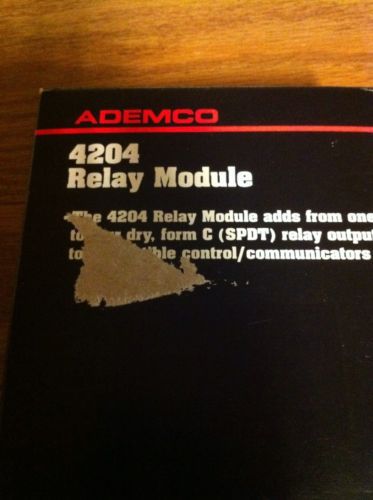 ADEMCO
4204
Relay Module
The 4204 Relay Module adds from one
dry, form C (SPDT) relay output
control/communicators